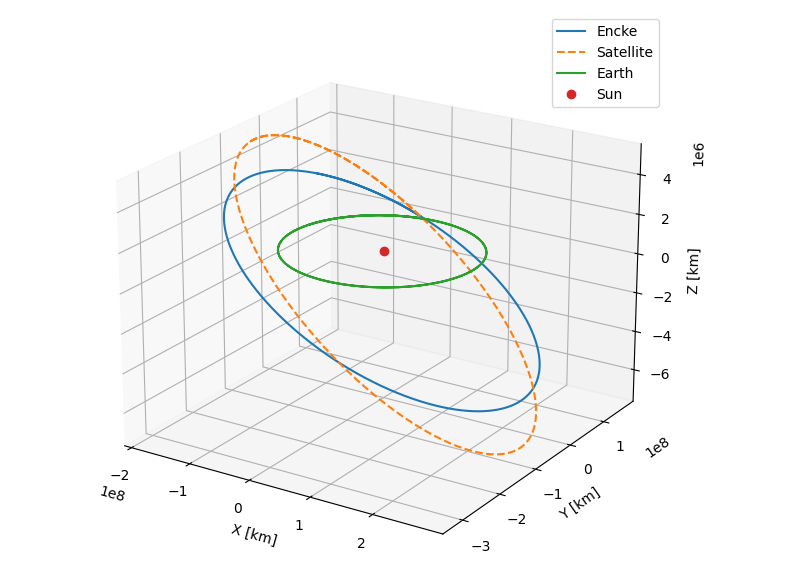 Encke
Satellite
Earth
Sun
1e6
4
2
0
−2
−4
−6
Z [km]
−2
−1
0
1
2
1e8
X [km]
−3
−2
−1
0
1
1e8
Y [km]